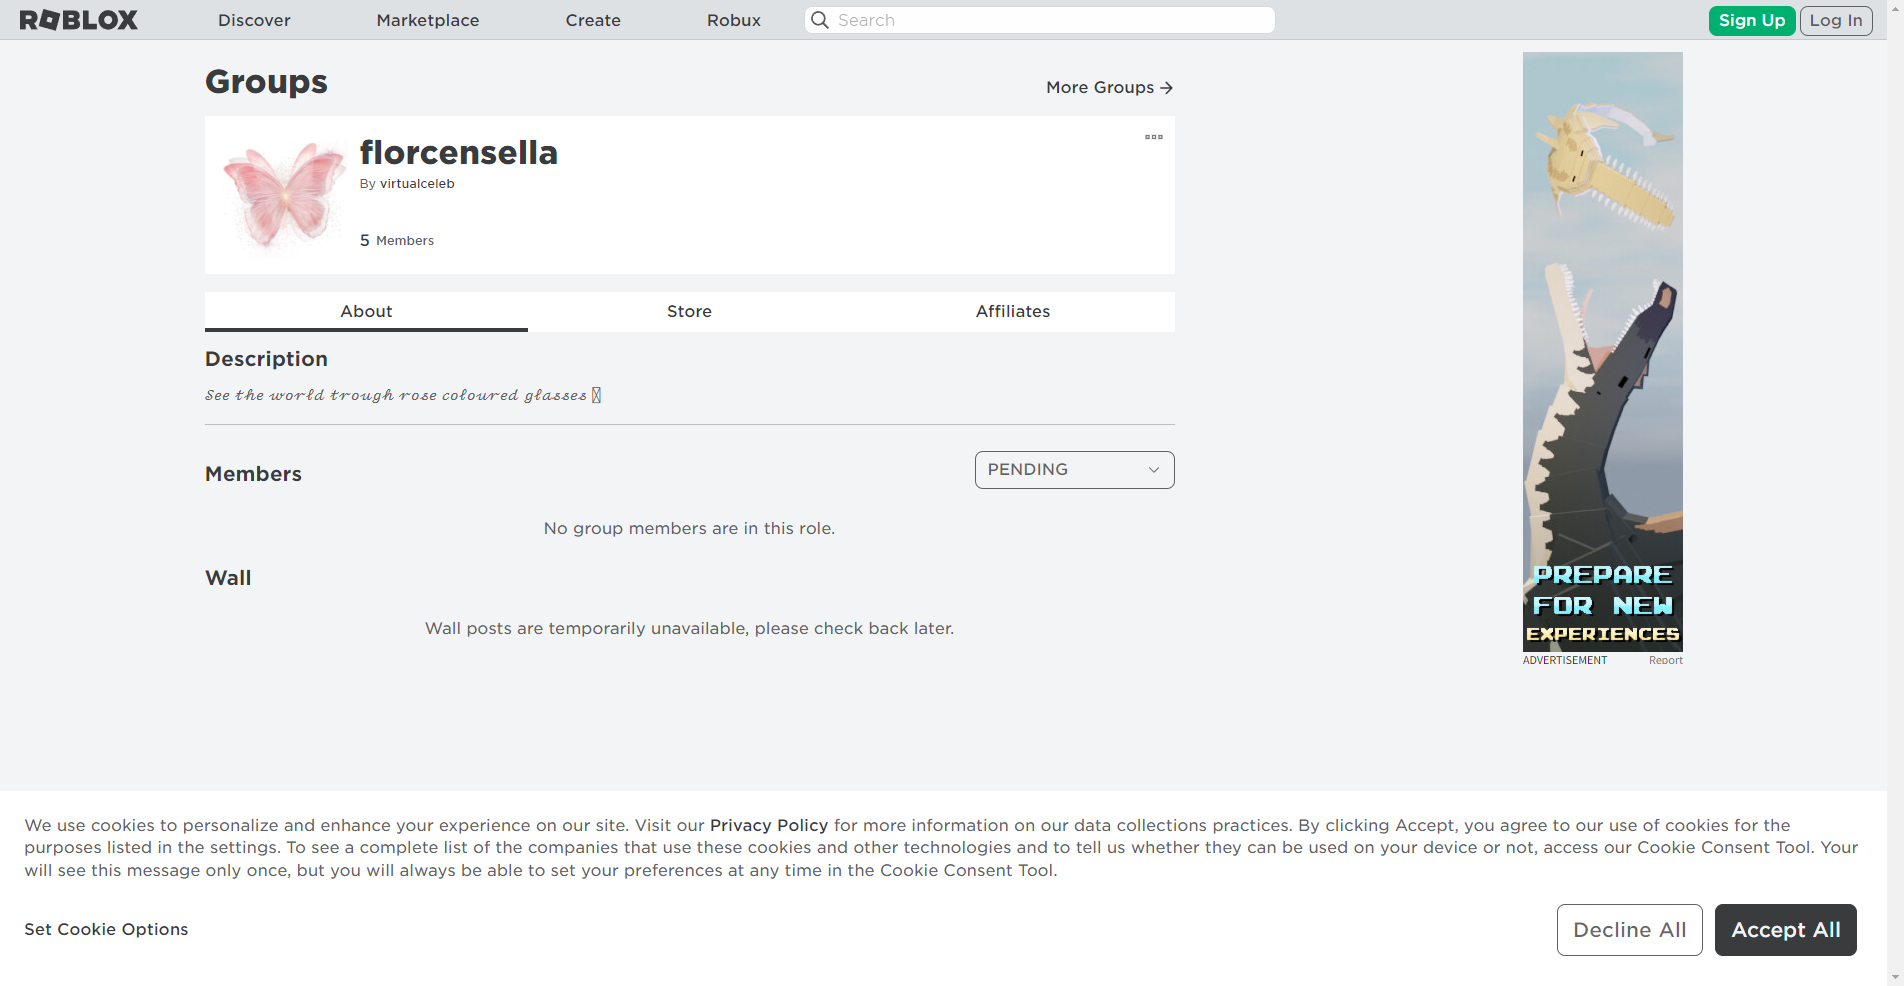 ROBLOX
Discover
Marketplace
Create
Robux
Search
Sign Up
Log In
Groups
More Groups →
florcensella
By virtualceleb
5 Members
About
Store
Affiliates
Description
𝓢𝓮𝓮 𝓽𝓱𝓮 𝔀𝓸𝓻𝓵𝓭 𝓽𝓻𝓸𝓾𝓰𝓱 𝓻𝓸𝓼𝓮 𝓬𝓸𝓵𝓸𝓾𝓻𝓮𝓭 𝓰𝓵𝓪𝓼𝓼𝓮𝓼
Members
PENDING
No group members are in this role.
Wall
Wall posts are temporarily unavailable, please check back later.
PREPARE
FOR NEW
EXPERIENCES
ADVERTISEMENT
Report
We use cookies to personalize and enhance your experience on our site. Visit our Privacy Policy for more information on our data collections practices. By clicking Accept, you agree to our use of cookies for the
purposes listed in the settings. To see a complete list of the companies that use these cookies and other technologies and to tell us whether they can be used on your device or not, access our Cookie Consent Tool. Your
will see this message only once, but you will always be able to set your preferences at any time in the Cookie Consent Tool.
Set Cookie Options
Decline All
Accept All